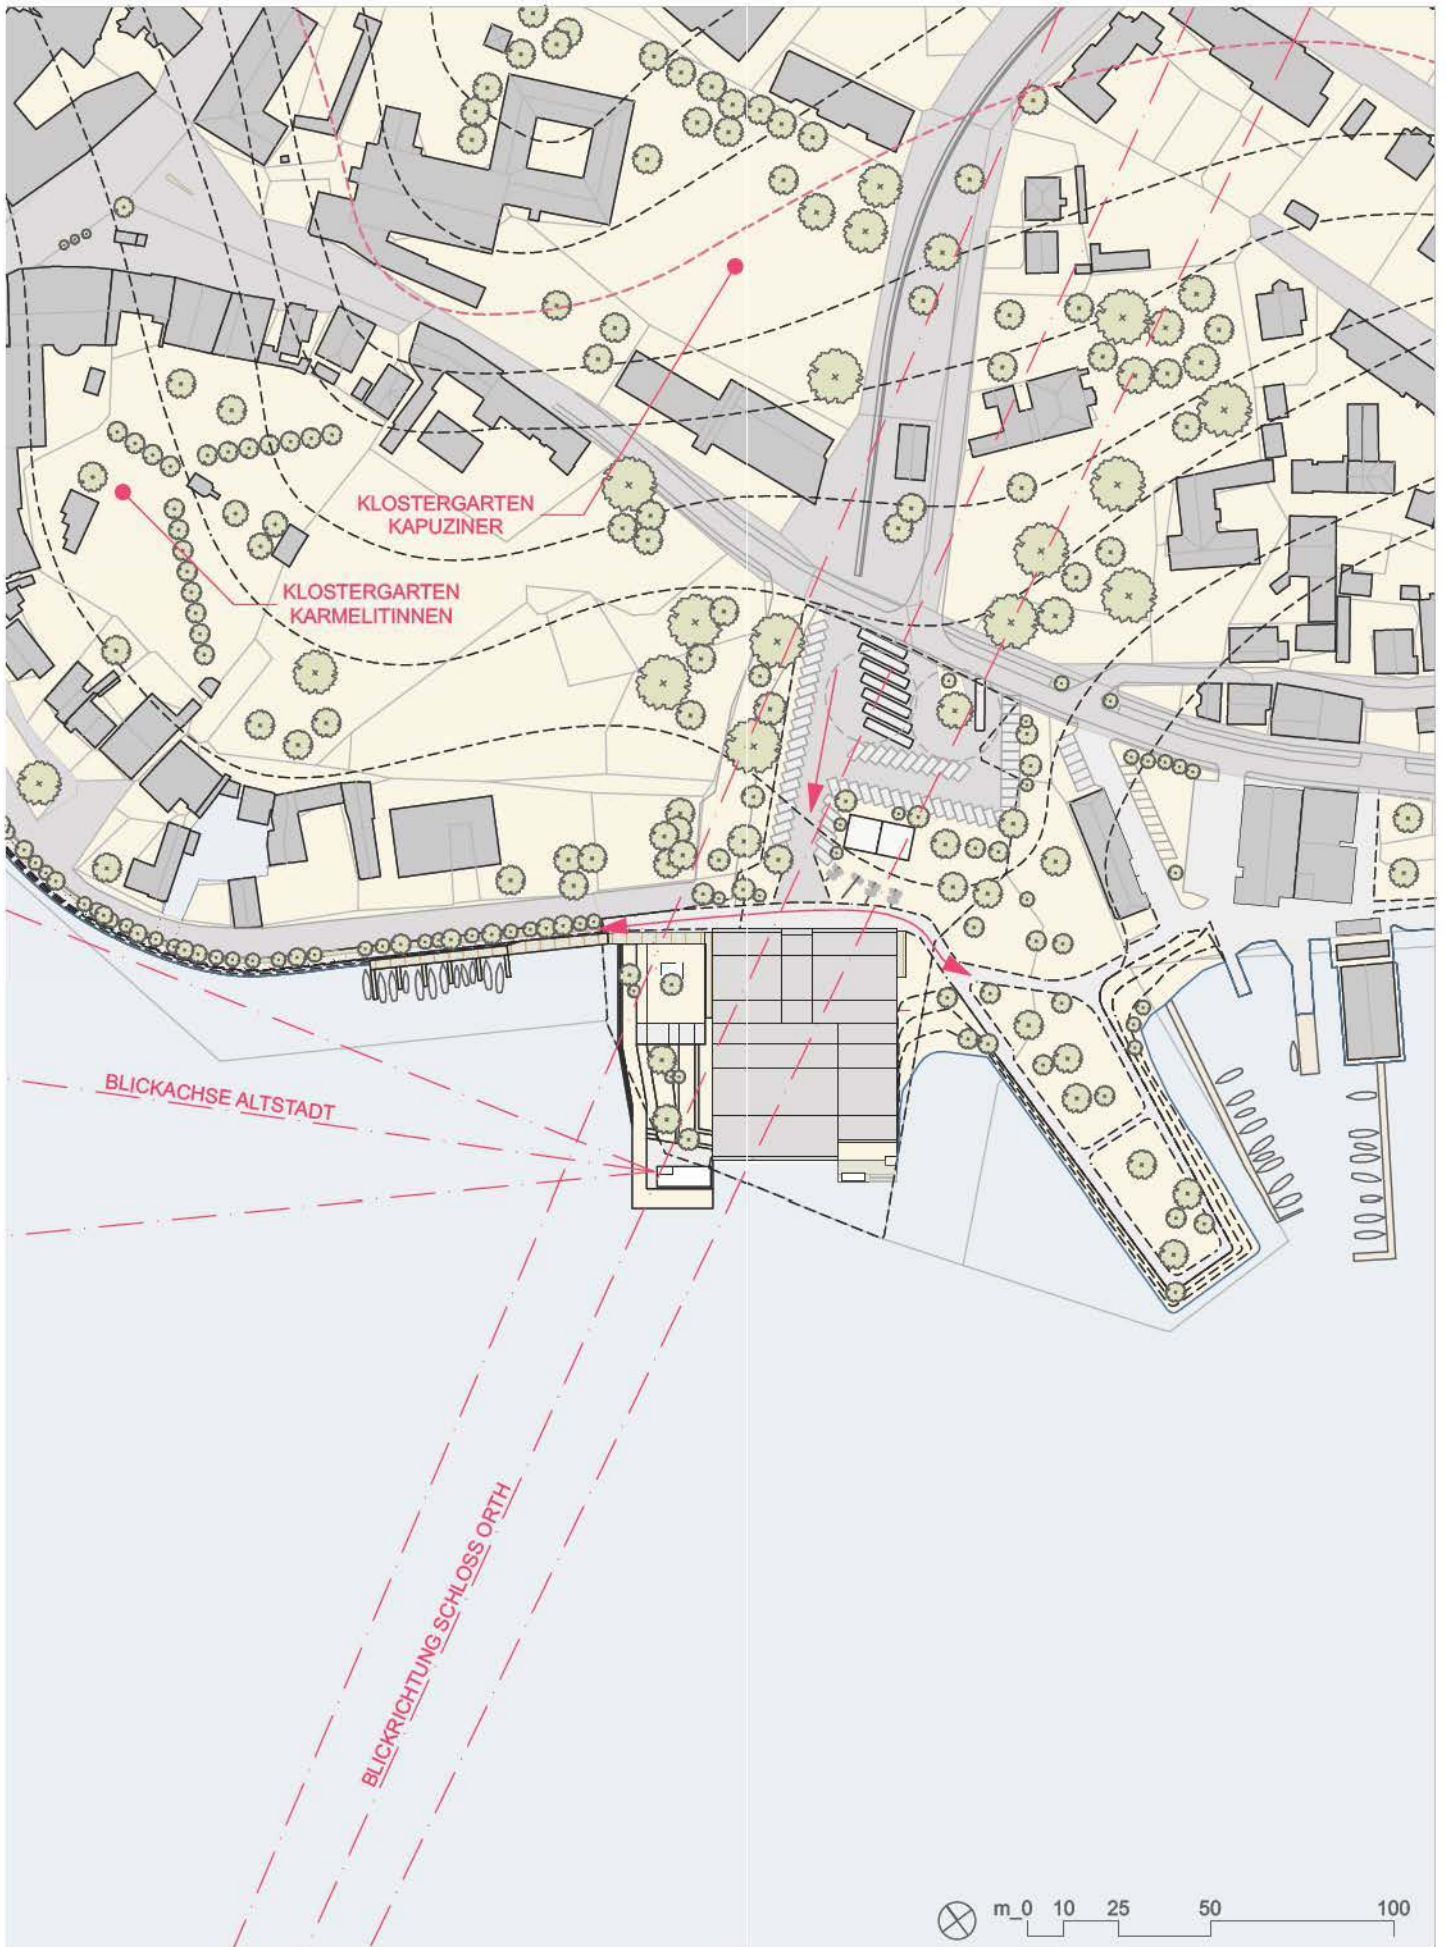 KLOSTERGARTEN
KAPUZINER
KLOSTERGARTEN
KARMELITINNEN
BLICKACHSE ALTSTADT
BLICKRICHTUNG SCHLOSS ORTH
m_0 10 25 50 100